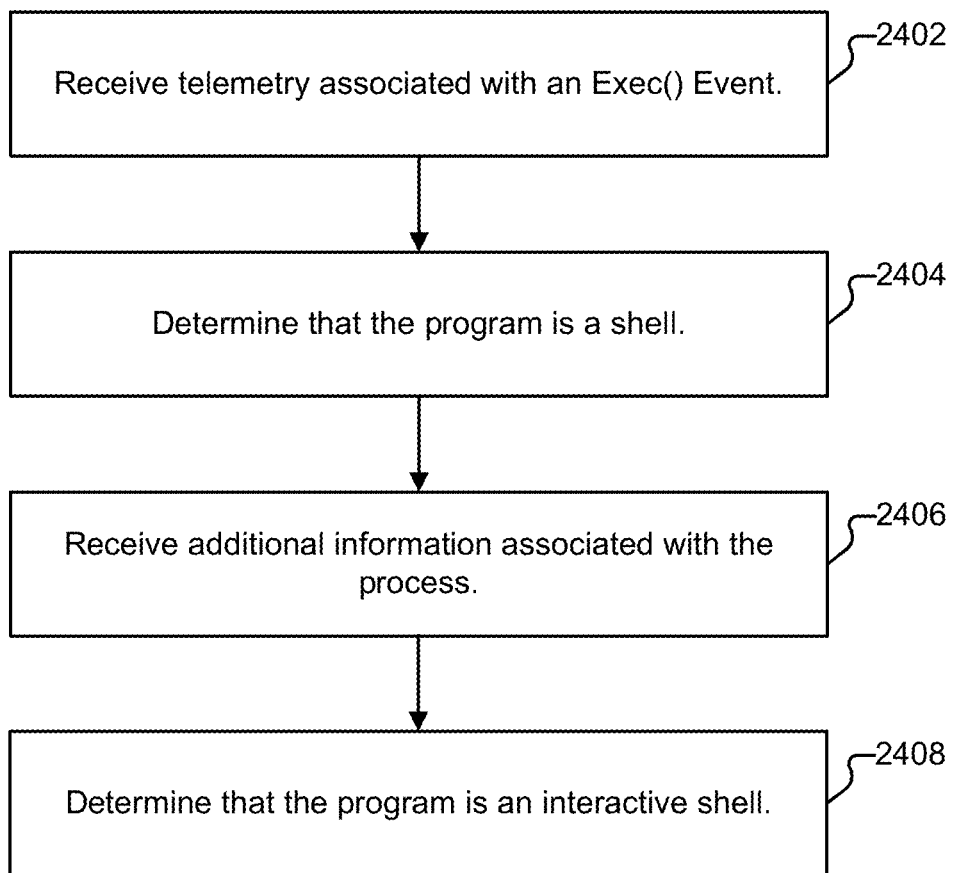 Receive telemetry associated with an Exec() Event.
2402
Determine that the program is a shell.
2404
Receive additional information associated with the
process.
2406
Determine that the program is an interactive shell.
2408